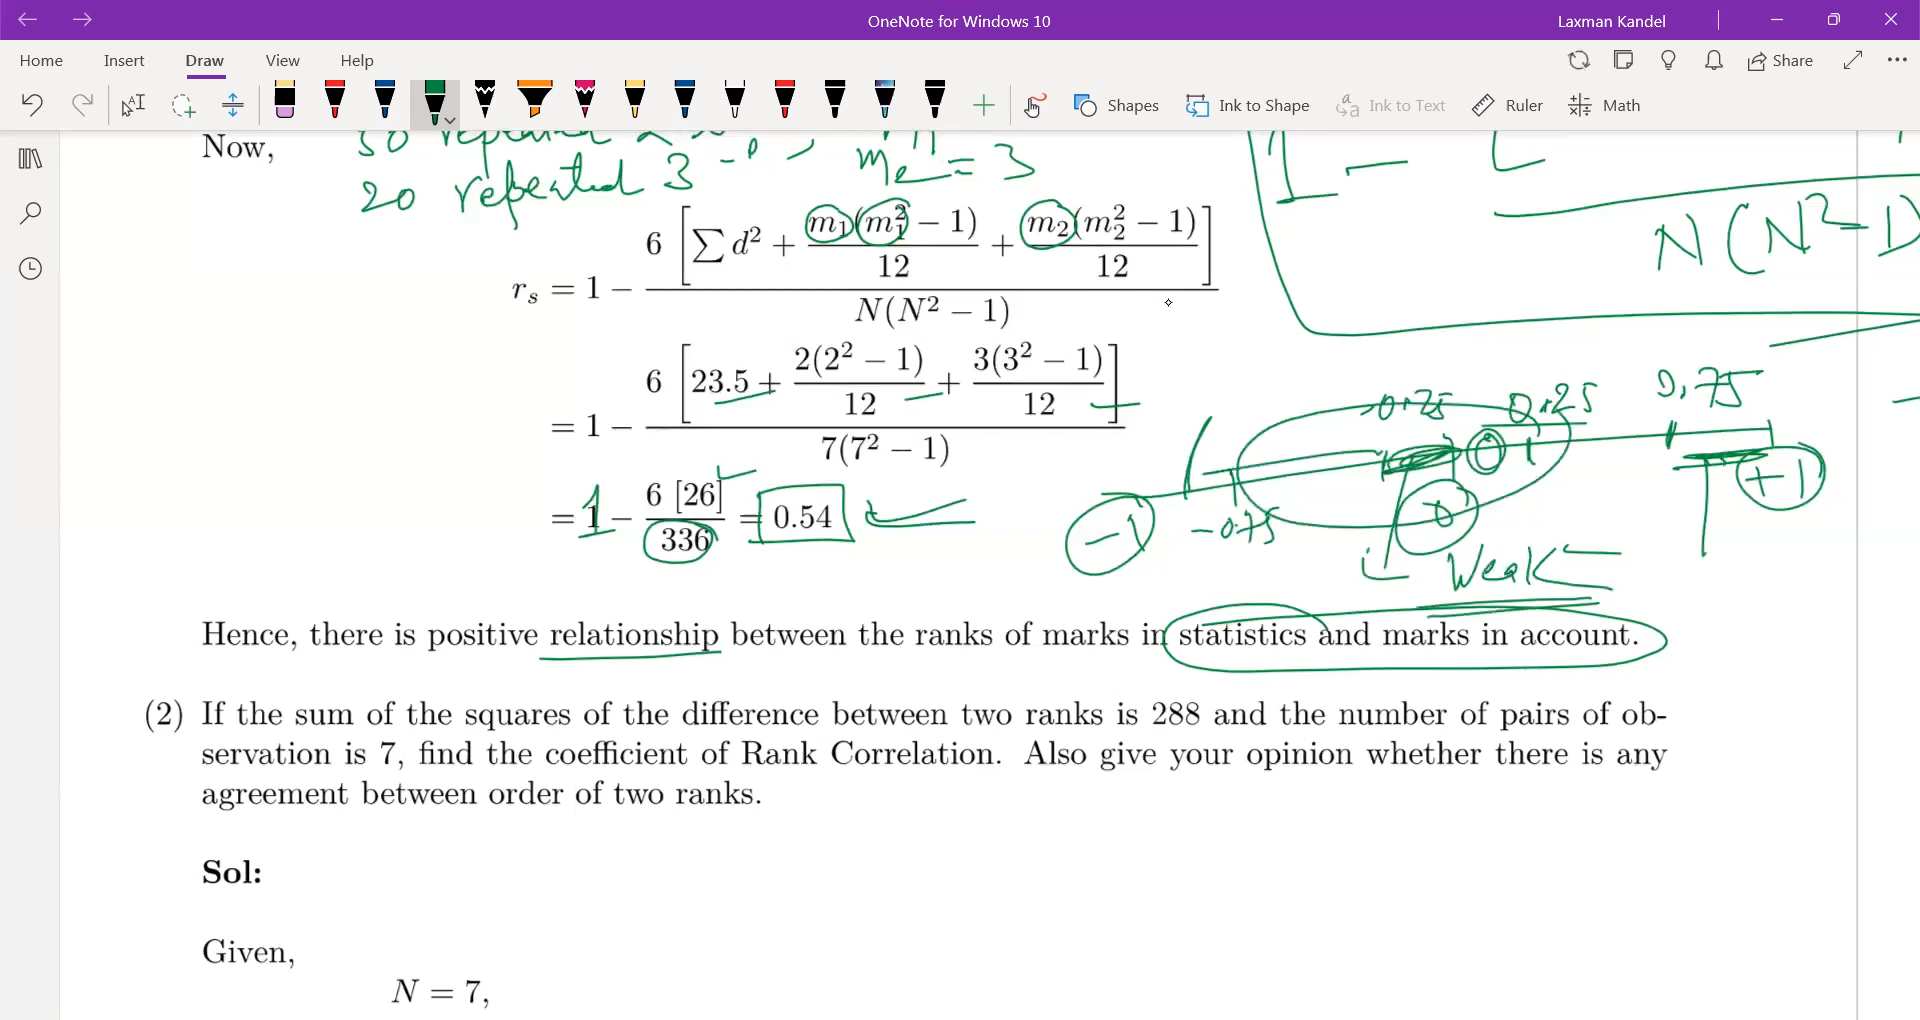 OneNote for Windows 10
Laxman Kandel
Home Insert Draw View Help
Share
Shapes Ink to Shape Ink to Text Ruler Math
Now,
20 repeated 3 m2 = 3
1 -
N(N²-1)
r_s = 1 − 6 [∑ d² + m₁(m₁² − 1)/12 + m₂(m₂² − 1)/12] / N(N² − 1)
= 1 − 6 [23.5 + 2(2² − 1)/12 + 3(3² − 1)/12] / 7(7² − 1)
= 1 − 6 [26] / 336 = 0.54
-0.25 0.25 0.75
0 +1
-1 -0.75 0
Weak
Hence, there is positive relationship between the ranks of marks in statistics and marks in account.
(2) If the sum of the squares of the difference between two ranks is 288 and the number of pairs of ob-
servation is 7, find the coefficient of Rank Correlation. Also give your opinion whether there is any
agreement between order of two ranks.
Sol:
Given,
N = 7,